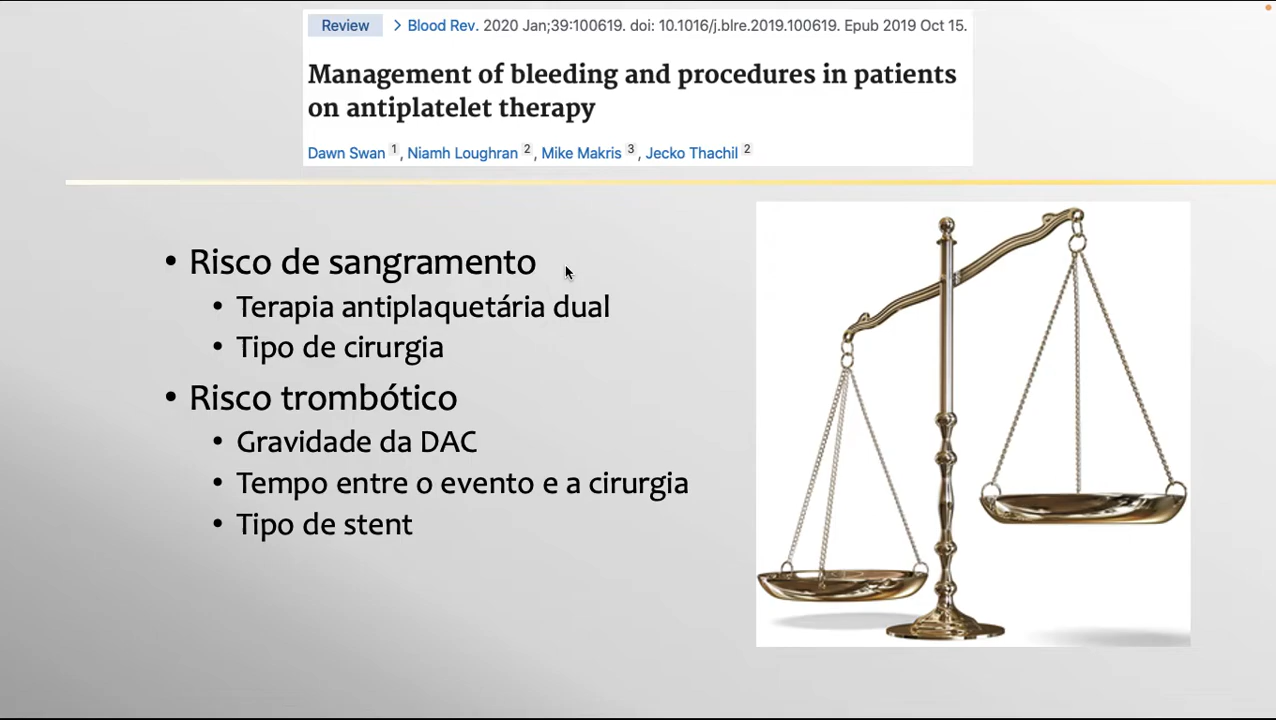 Review > Blood Rev. 2020 Jan;39:100619. doi: 10.1016/j.blre.2019.100619. Epub 2019 Oct 15.
Management of bleeding and procedures in patients
on antiplatelet therapy
Dawn Swan 1, Niamh Loughran 2, Mike Makris 3, Jecko Thachil 2
• Risco de sangramento
• Terapia antiplaquetária dual
• Tipo de cirurgia
• Risco trombótico
• Gravidade da DAC
• Tempo entre o evento e a cirurgia
• Tipo de stent